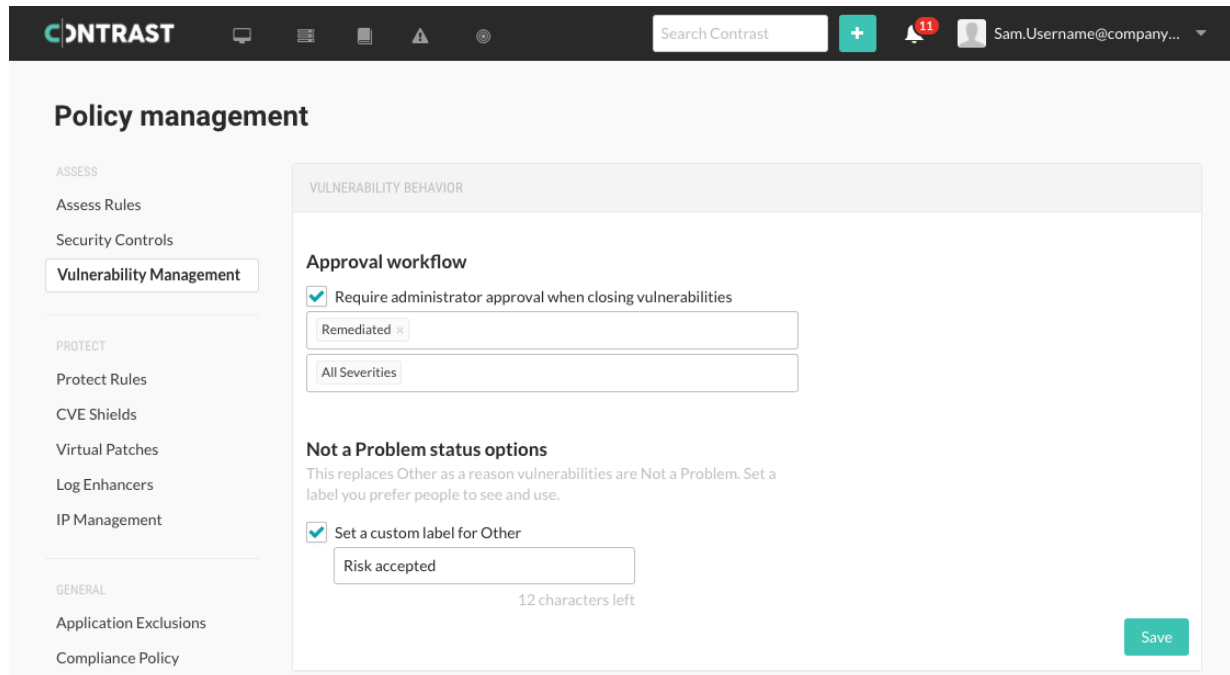 CONTRAST
Search Contrast
+
11
Sam.Username@company...
Policy management
ASSESS
Assess Rules
Security Controls
Vulnerability Management
PROTECT
Protect Rules
CVE Shields
Virtual Patches
Log Enhancers
IP Management
GENERAL
Application Exclusions
Compliance Policy
VULNERABILITY BEHAVIOR
Approval workflow
Require administrator approval when closing vulnerabilities
Remediated ×
All Severities
Not a Problem status options
This replaces Other as a reason vulnerabilities are Not a Problem. Set a
label you prefer people to see and use.
Set a custom label for Other
Risk accepted
12 characters left
Save